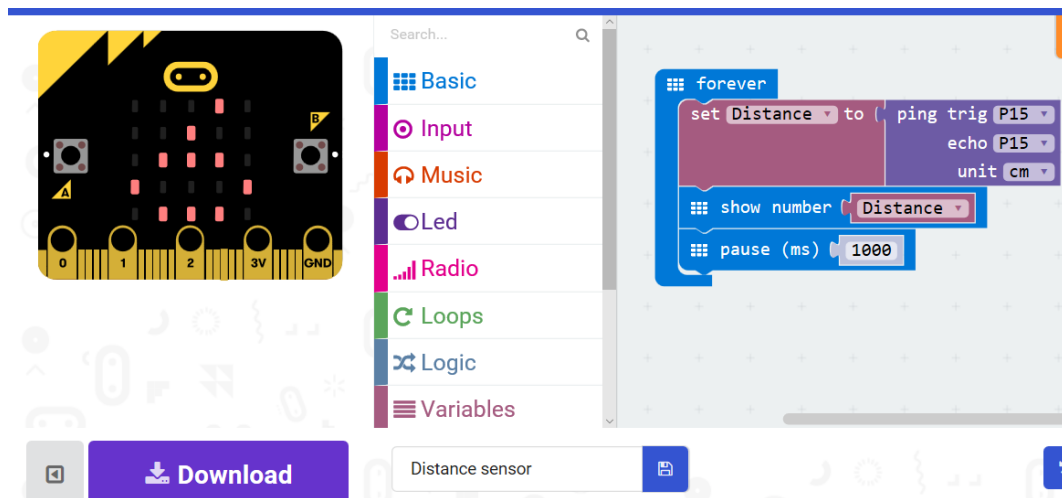 B
A
0 1 2 3V GND
Search...
Basic
Input
Music
Led
Radio
Loops
Logic
Variables
forever
set Distance to ping trig P15
echo P15
unit cm
show number Distance
pause (ms) 1000
Download
Distance sensor